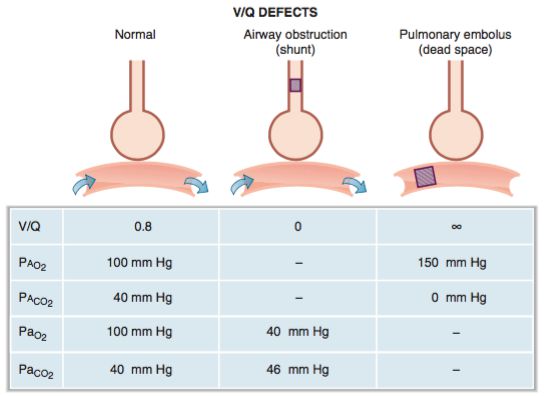 V/Q DEFECTS
Normal
Airway obstruction
(shunt)
Pulmonary embolus
(dead space)
V/Q 0.8 0 ∞
PAO2 100 mm Hg – 150 mm Hg
PACO2 40 mm Hg – 0 mm Hg
PaO2 100 mm Hg 40 mm Hg –
PaCO2 40 mm Hg 46 mm Hg –